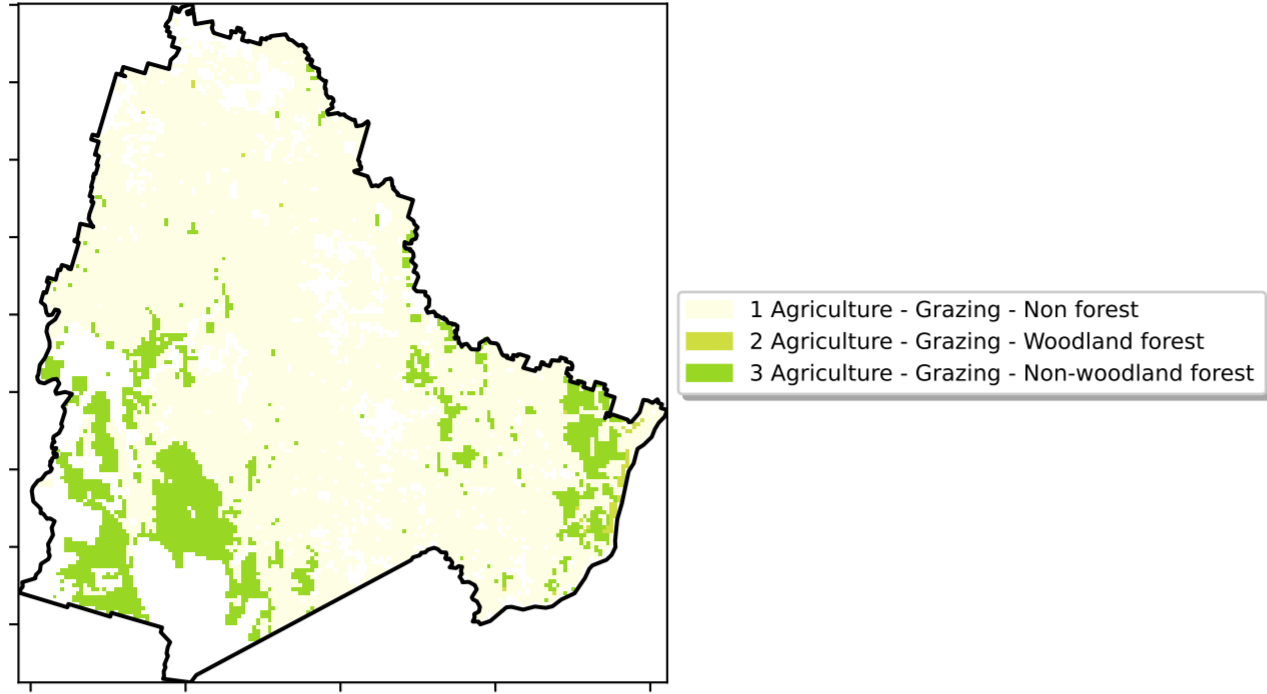 1 Agriculture - Grazing - Non forest
2 Agriculture - Grazing - Woodland forest
3 Agriculture - Grazing - Non-woodland forest